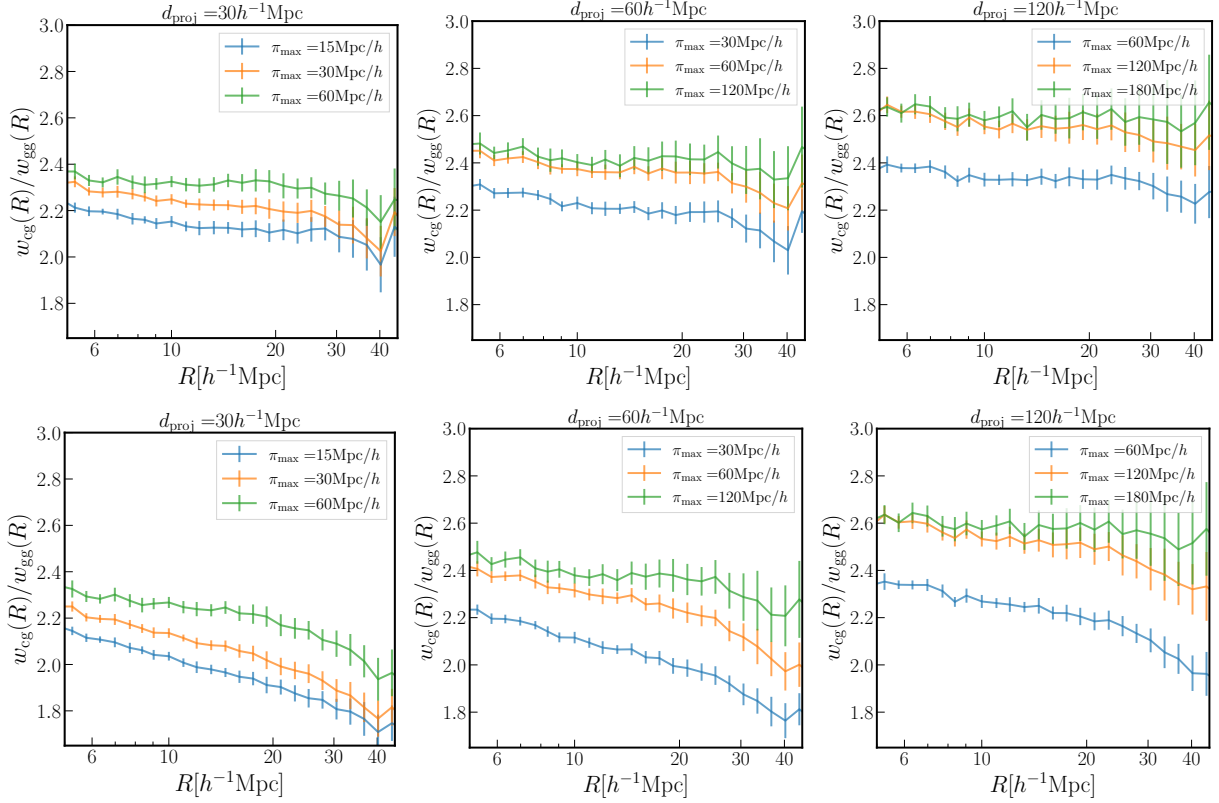 d_proj =30h⁻¹Mpc
3.0
2.8
2.6
2.4
2.2
2.0
1.8
w_cg(R)/w_gg(R)
π_max =15Mpc/h
π_max =30Mpc/h
π_max =60Mpc/h
6 10 20 30 40
R[h⁻¹Mpc]
d_proj =60h⁻¹Mpc
3.0
2.8
2.6
2.4
2.2
2.0
1.8
w_cg(R)/w_gg(R)
π_max =30Mpc/h
π_max =60Mpc/h
π_max =120Mpc/h
6 10 20 30 40
R[h⁻¹Mpc]
d_proj =120h⁻¹Mpc
3.0
2.8
2.6
2.4
2.2
2.0
1.8
w_cg(R)/w_gg(R)
π_max =60Mpc/h
π_max =120Mpc/h
π_max =180Mpc/h
6 10 20 30 40
R[h⁻¹Mpc]
d_proj =30h⁻¹Mpc
3.0
2.8
2.6
2.4
2.2
2.0
1.8
w_cg(R)/w_gg(R)
π_max =15Mpc/h
π_max =30Mpc/h
π_max =60Mpc/h
6 10 20 30 40
R[h⁻¹Mpc]
d_proj =60h⁻¹Mpc
3.0
2.8
2.6
2.4
2.2
2.0
1.8
w_cg(R)/w_gg(R)
π_max =30Mpc/h
π_max =60Mpc/h
π_max =120Mpc/h
6 10 20 30 40
R[h⁻¹Mpc]
d_proj =120h⁻¹Mpc
3.0
2.8
2.6
2.4
2.2
2.0
1.8
w_cg(R)/w_gg(R)
π_max =60Mpc/h
π_max =120Mpc/h
π_max =180Mpc/h
6 10 20 30 40
R[h⁻¹Mpc]